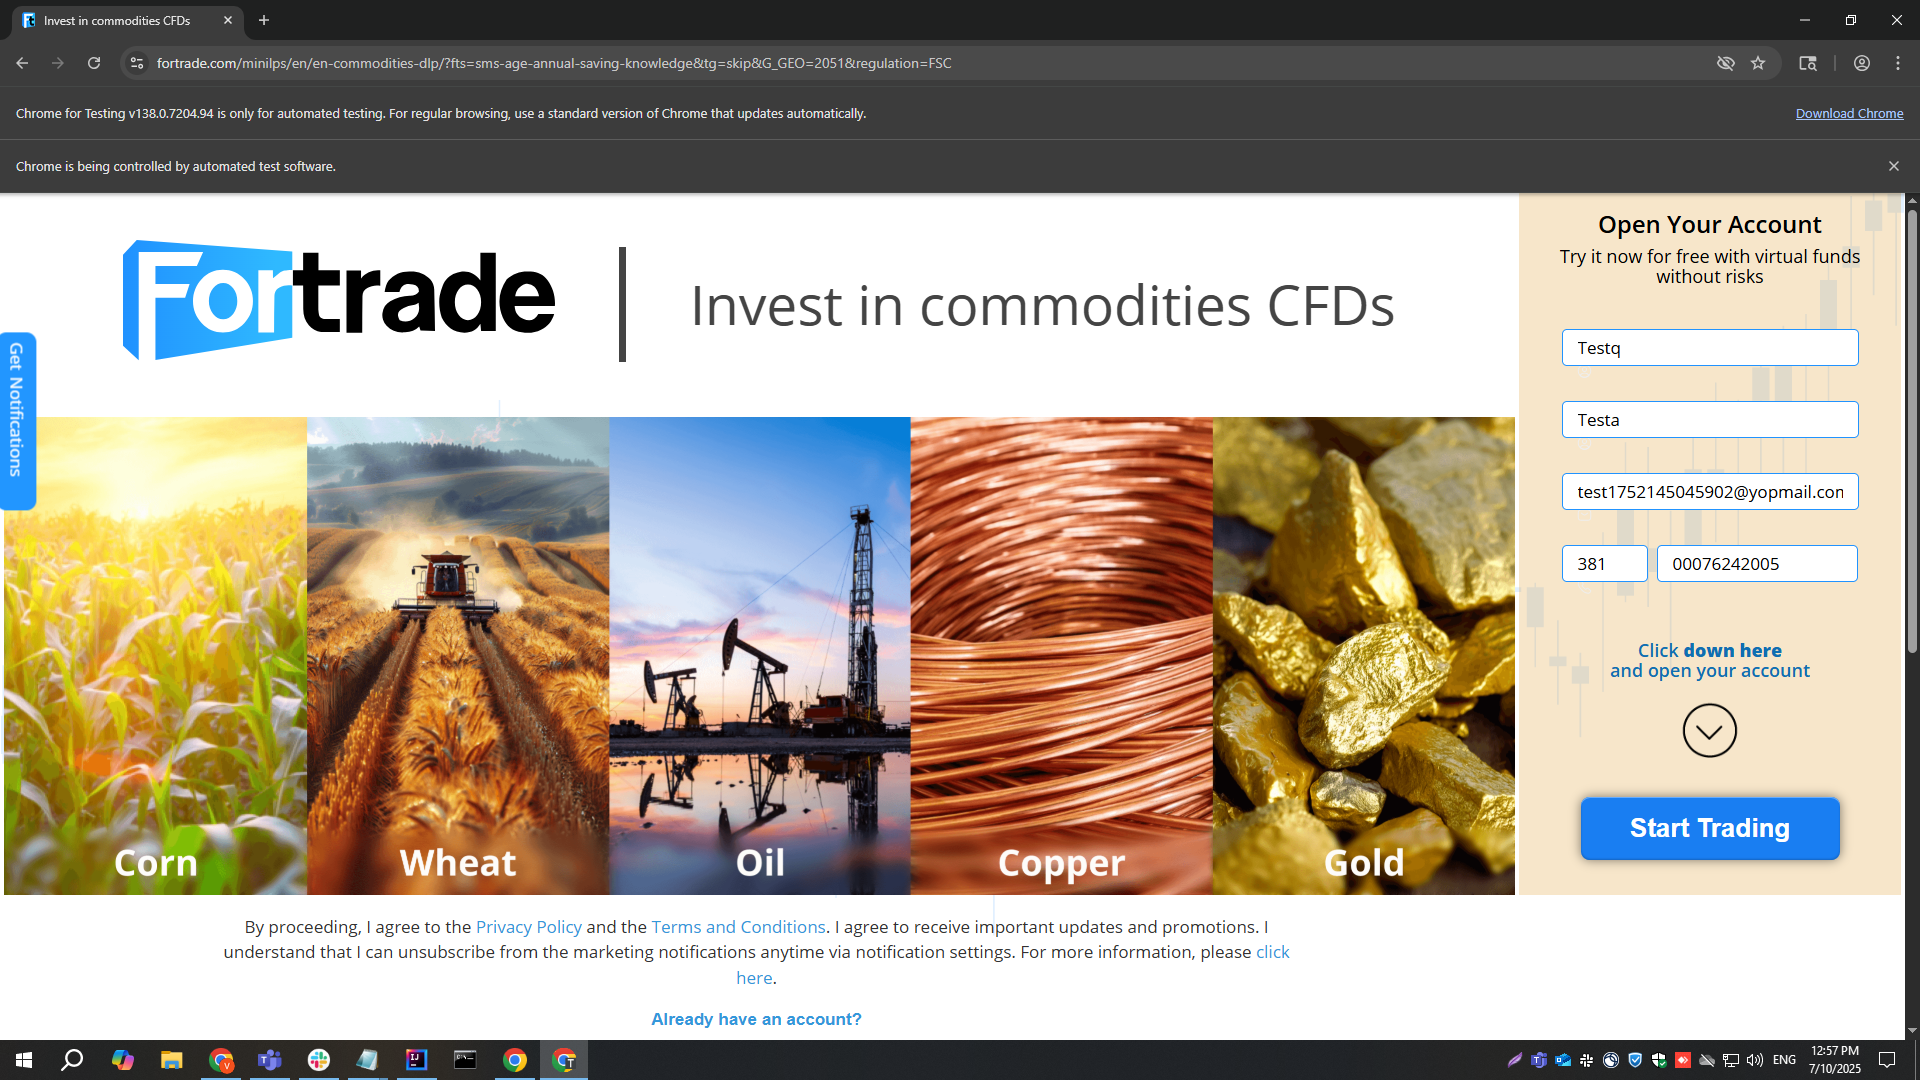 Invest in commodities CFDs
fortrade.com/minilps/en/en-commodities-dlp/?fts=sms-age-annual-saving-knowledge&tg=skip&G_GEO=2051&regulation=FSC
Chrome for Testing v138.0.7204.94 is only for automated testing. For regular browsing, use a standard version of Chrome that updates automatically.
Download Chrome
Chrome is being controlled by automated test software.
Fortrade
Invest in commodities CFDs
Get Notifications
Corn
Wheat
Oil
Copper
Gold
Open Your Account
Try it now for free with virtual funds
without risks
Testq
Testa
test1752145045902@yopmail.com
381
00076242005
Click down here
and open your account
Start Trading
By proceeding, I agree to the Privacy Policy and the Terms and Conditions. I agree to receive important updates and promotions. I
understand that I can unsubscribe from the marketing notifications anytime via notification settings. For more information, please click
here.
Already have an account?
ENG
12:57 PM
7/10/2025